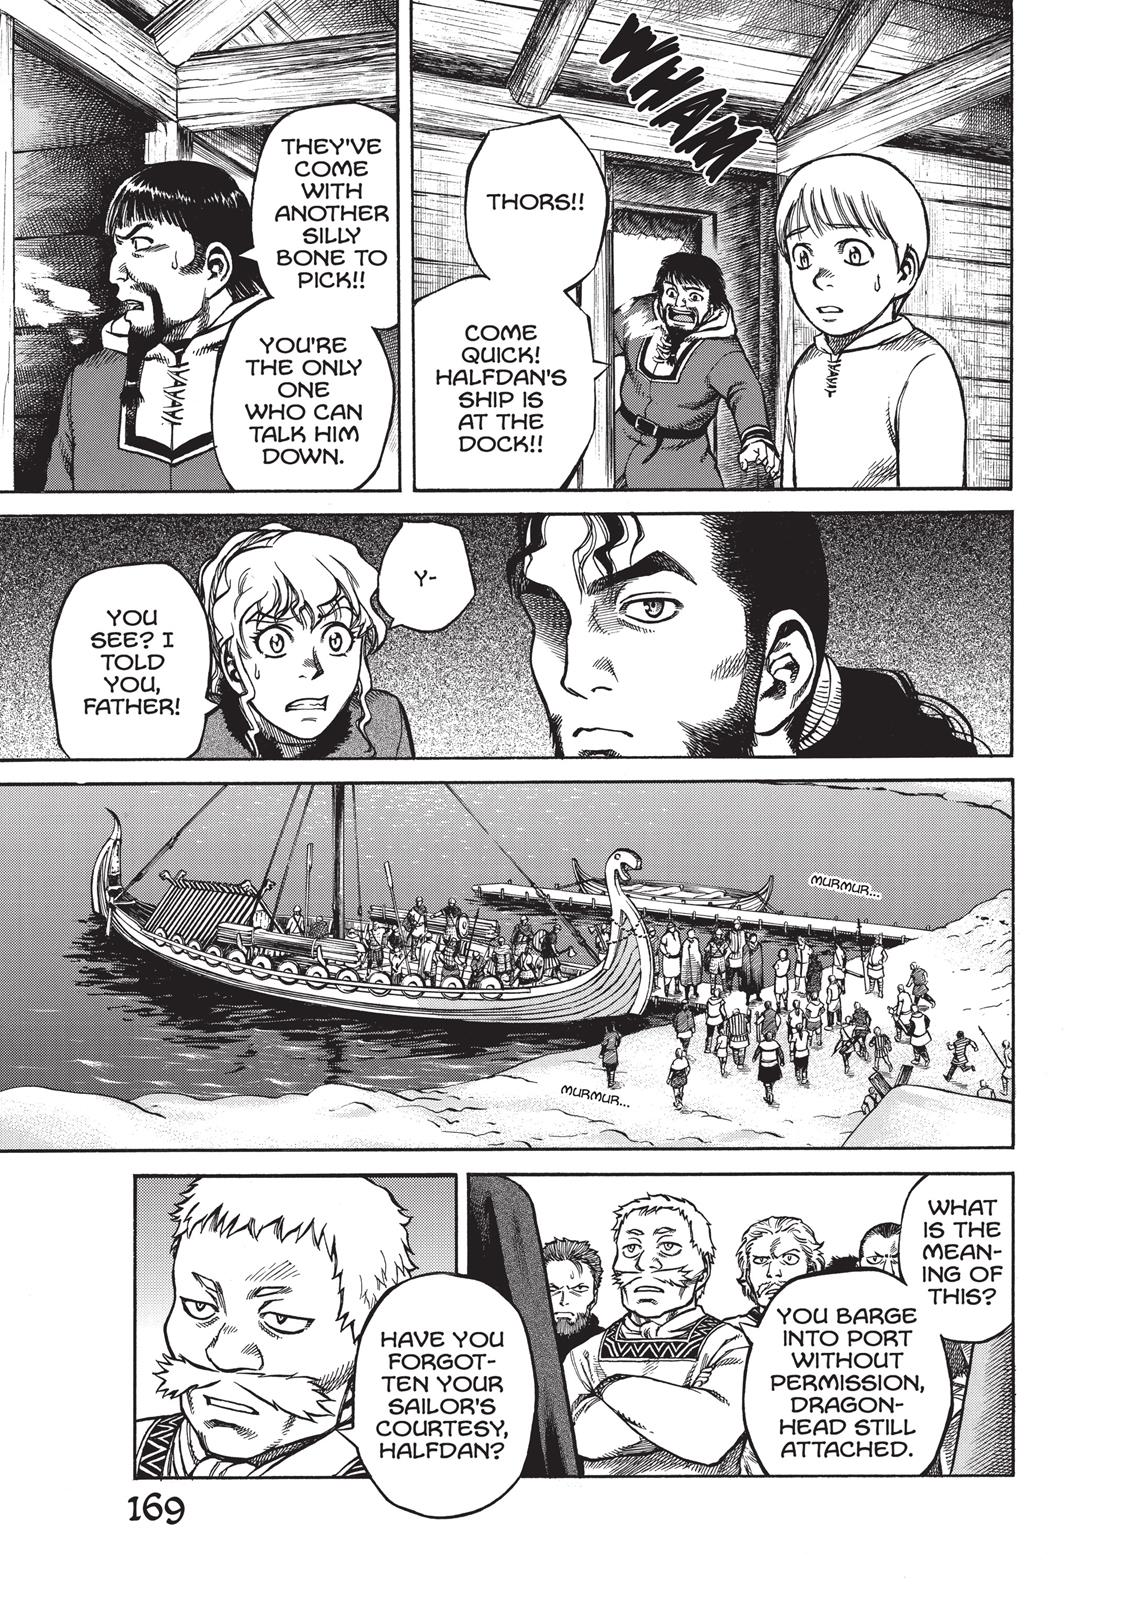 WHAM
THORS!!
COME
QUICK!
HALFDAN'S
SHIP IS
AT THE
DOCK!!
THEY'VE
COME
WITH
ANOTHER
SILLY
BONE TO
PICK!!
YOU'RE
THE ONLY
ONE
WHO CAN
TALK HIM
DOWN.
Y-
YOU
SEE? I
TOLD
YOU,
FATHER!
MURMUR...
MURMUR...
WHAT
IS THE
MEAN-
ING OF
THIS?
YOU BARGE
INTO PORT
WITHOUT
PERMISSION,
DRAGON-
HEAD STILL
ATTACHED.
HAVE YOU
FORGOT-
TEN YOUR
SAILOR'S
COURTESY,
HALFDAN?
169